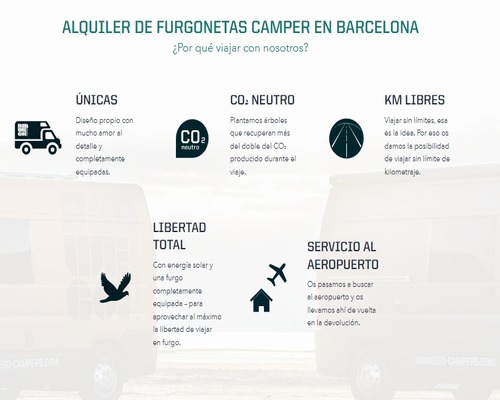 ALQUILER DE FURGONETAS CAMPER EN BARCELONA
¿Por qué viajar con nosotros?
ÚNICAS
Diseño propio con
mucho amor al
detalle y
completamente
equipadas.
CO₂ neutro
CO₂ NEUTRO
Plantamos árboles
que recuperan más
del doble del CO₂
producido durante el
viaje.
KM LIBRES
Viajar sin límites, esa
es la idea. Por eso os
damos la posibilidad
de viajar sin límite de
kilometraje.
LIBERTAD
TOTAL
Con energía solar y
una furgo
completamente
equipada - para
aprovechar al máximo
la libertad de viajar
en furgo.
SERVICIO AL
AEROPUERTO
Os pasamos a buscar
al aeropuerto y os
llevamos ahí de vuelta
en la devolución.